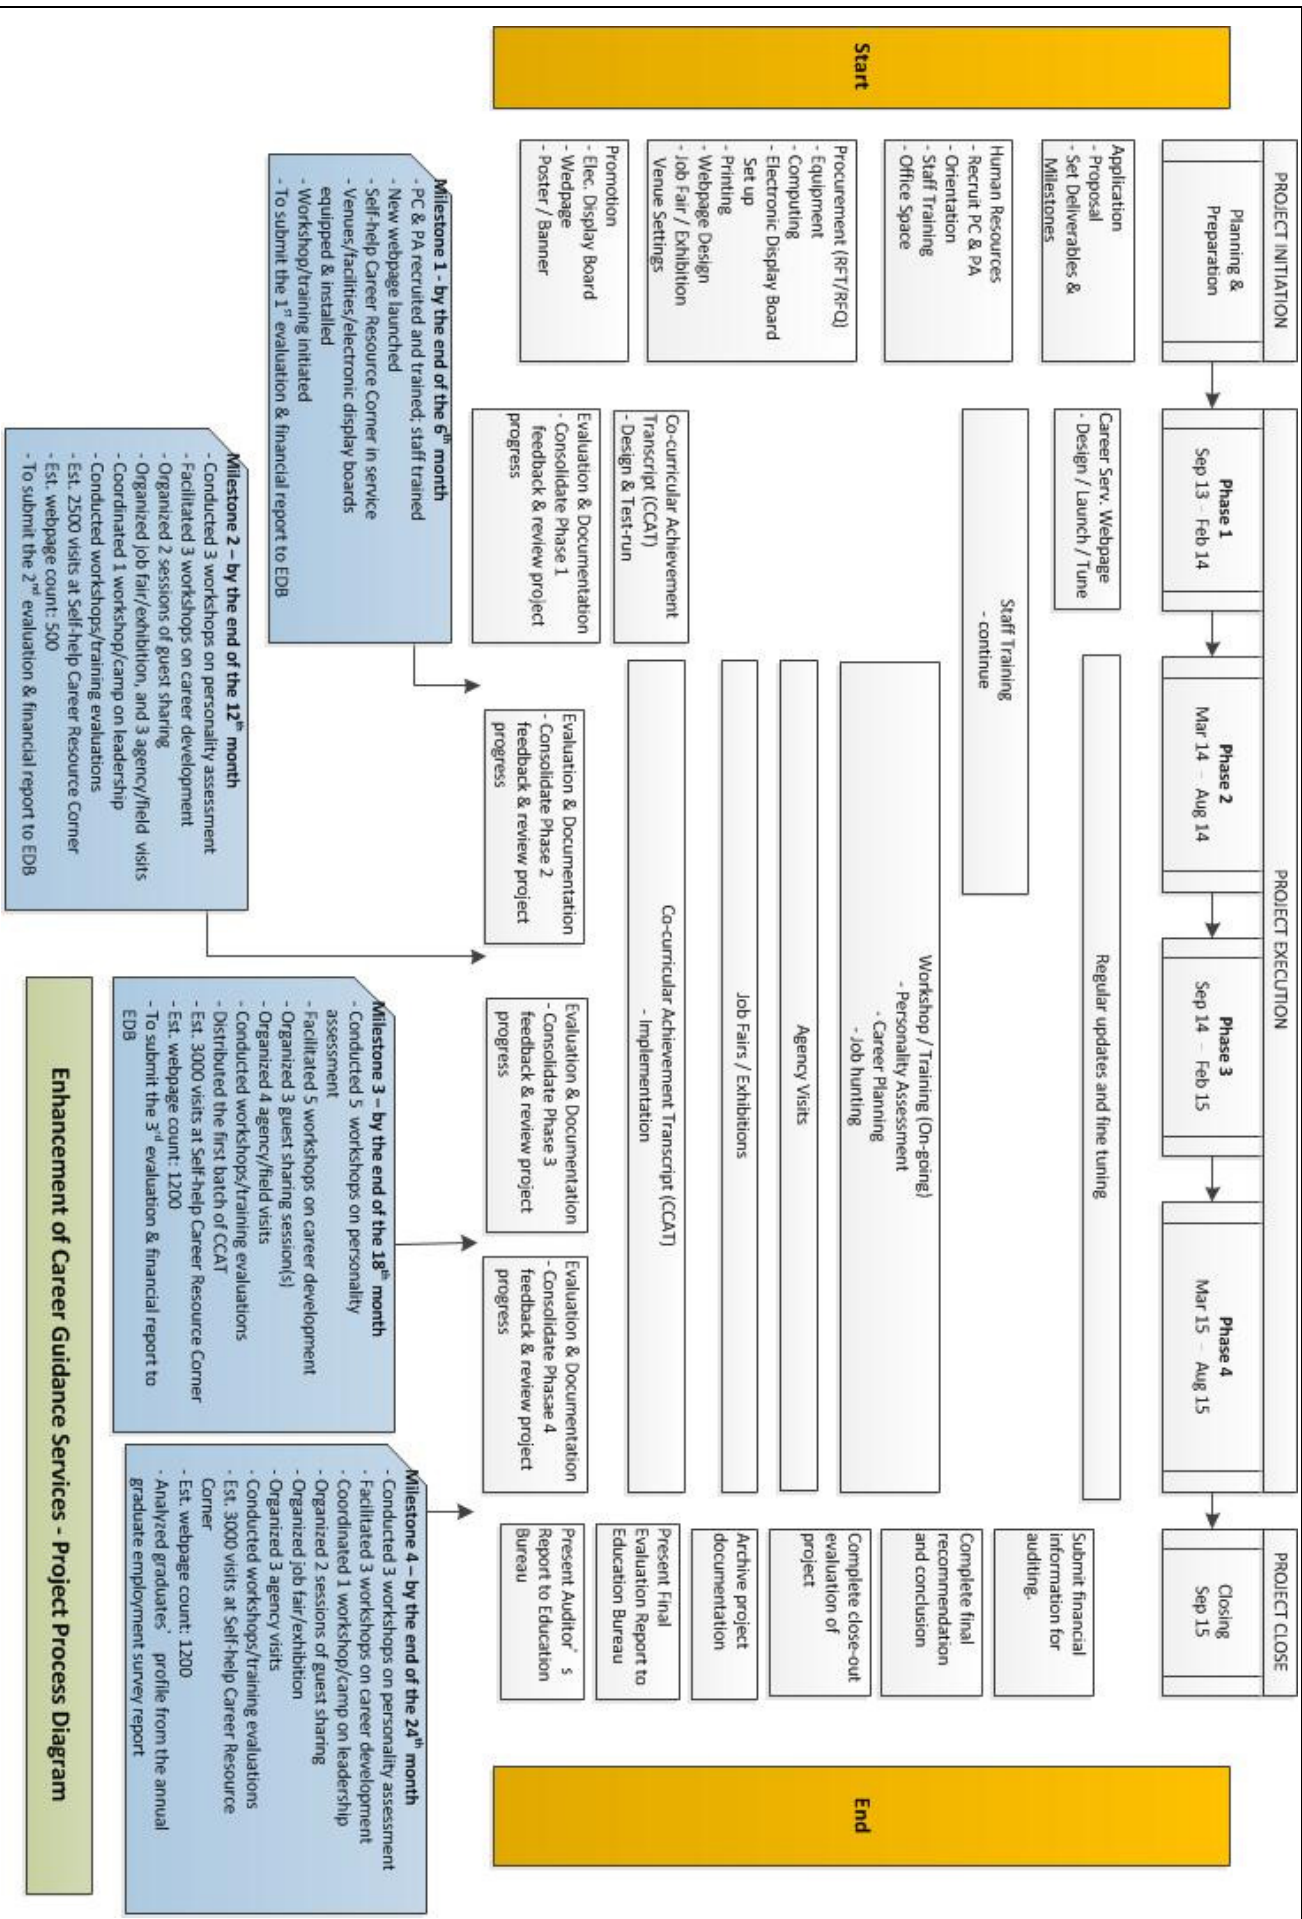 Start
PROJECT INITIATION
Planning &
Preparation
Application
- Proposal
- Set Deliverables &
Milestones
Human Resources
- Recruit PC & PA
- Orientation
- Staff Training
- Office Space
Procurement (RFT/RFQ)
- Equipment
- Computing
- Electronic Display Board
Set up
- Printing
- Webpage Design
- Job Fair / Exhibition
Venue Settings
Promotion
- Elec. Display Board
- Wedpage
- Poster / Banner
PROJECT EXECUTION
Phase 1
Sep 13 – Feb 14
Phase 2
Mar 14 – Aug 14
Phase 3
Sep 14 – Feb 15
Phase 4
Mar 15 – Aug 15
Career Serv. Webpage
- Design / Launch / Tune
Regular updates and fine tuning
Staff Training
- continue
Workshop / Training (On-going)
- Personality Assessment
- Career Planning
- Job hunting
Agency Visits
Job Fairs / Exhibitions
Co-curricular Achievement
Transcript (CCAT)
- Design & Test-run
Co-curricular Achievement Transcript (CCAT)
- Implementation
Evaluation & Documentation
- Consolidate Phase 1
feedback & review project
progress
Evaluation & Documentation
- Consolidate Phase 2
feedback & review project
progress
Evaluation & Documentation
- Consolidate Phase 3
feedback & review project
progress
Evaluation & Documentation
- Consolidate Phasae 4
feedback & review project
progress
PROJECT CLOSE
Closing
Sep 15
Submit financial
information for
auditing.
Complete final
recommendation
and conclusion
Complete close-out
evaluation of
project
Archive project
documentation
Present Final
Evaluation Report to
Education Bureau
Present Auditor's
Report to Education
Bureau
End
Milestone 1 - by the end of the 6th month
- PC & PA recruited and trained; staff trained
- New webpage launched
- Self-help Career Resource Corner in service
- Venues/facilities/electronic display boards
equipped & installed
- Workshop/training initiated
- To submit the 1st evaluation & financial report to EDB
Milestone 2 – by the end of the 12th month
- Conducted 3 workshops on personality assessment
- Facilitated 3 workshops on career development
- Organized 2 sessions of guest sharing
- Organized job fair/exhibition, and 3 agency/field visits
- Coordinated 1 workshop/camp on leadership
- Conducted workshops/training evaluations
- Est. 2500 visits at Self-help Career Resource Corner
- Est. webpage count: 500
- To submit the 2nd evaluation & financial report to EDB
Milestone 3 – by the end of the 18th month
- Conducted 5 workshops on personality
assessment
- Facilitated 5 workshops on career development
- Organized 3 guest sharing session(s)
- Organized 4 agency/field visits
- Conducted workshops/training evaluations
- Distributed the first batch of CCAT
- Est. 3000 visits at Self-help Career Resource Corner
- Est. webpage count: 1200
- To submit the 3rd evaluation & financial report to
EDB
Milestone 4 – by the end of the 24th month
- Conducted 3 workshops on personality assessment
- Facilitated 3 workshops on career development
- Coordinated 1 workshop/camp on leadership
- Organized 2 sessions of guest sharing
- Organized job fair/exhibition
- Organized 3 agency visits
- Conducted workshops/training evaluations
- Est. 3000 visits at Self-help Career Resource
Corner
- Est. webpage count: 1200
- Analyzed graduates' profile from the annual
graduate employment survey report
Enhancement of Career Guidance Services - Project Process Diagram